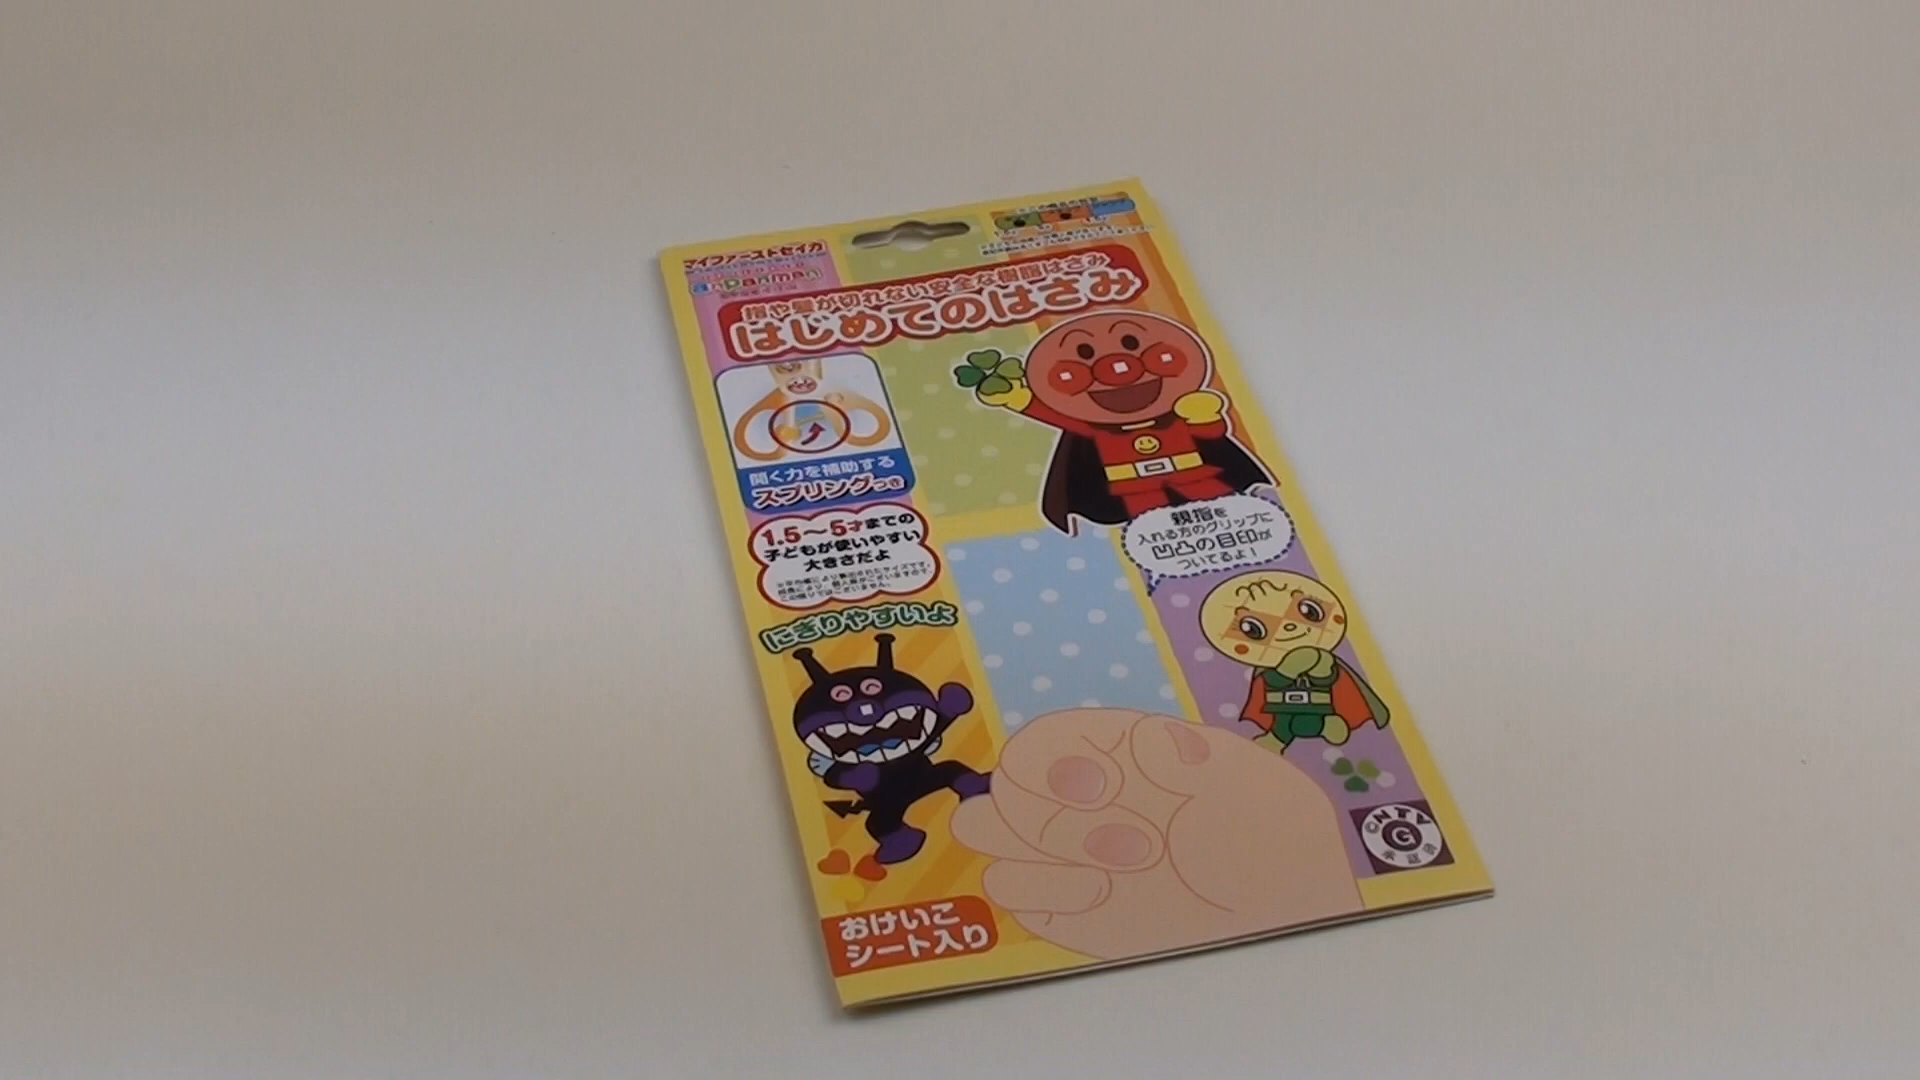 マイファーストセイカ
anpanman
指や髪が切れない安全な樹脂はさみ
はじめてのはさみ
開く力を補助する
スプリングつき
1.5～5才までの
子どもが使いやすい
大きさだよ
親指を
入れる方のグリップに
凹凸の目印が
ついてるよ!
にぎりやすいよ
©NTV
G
おけいこ
シート入り